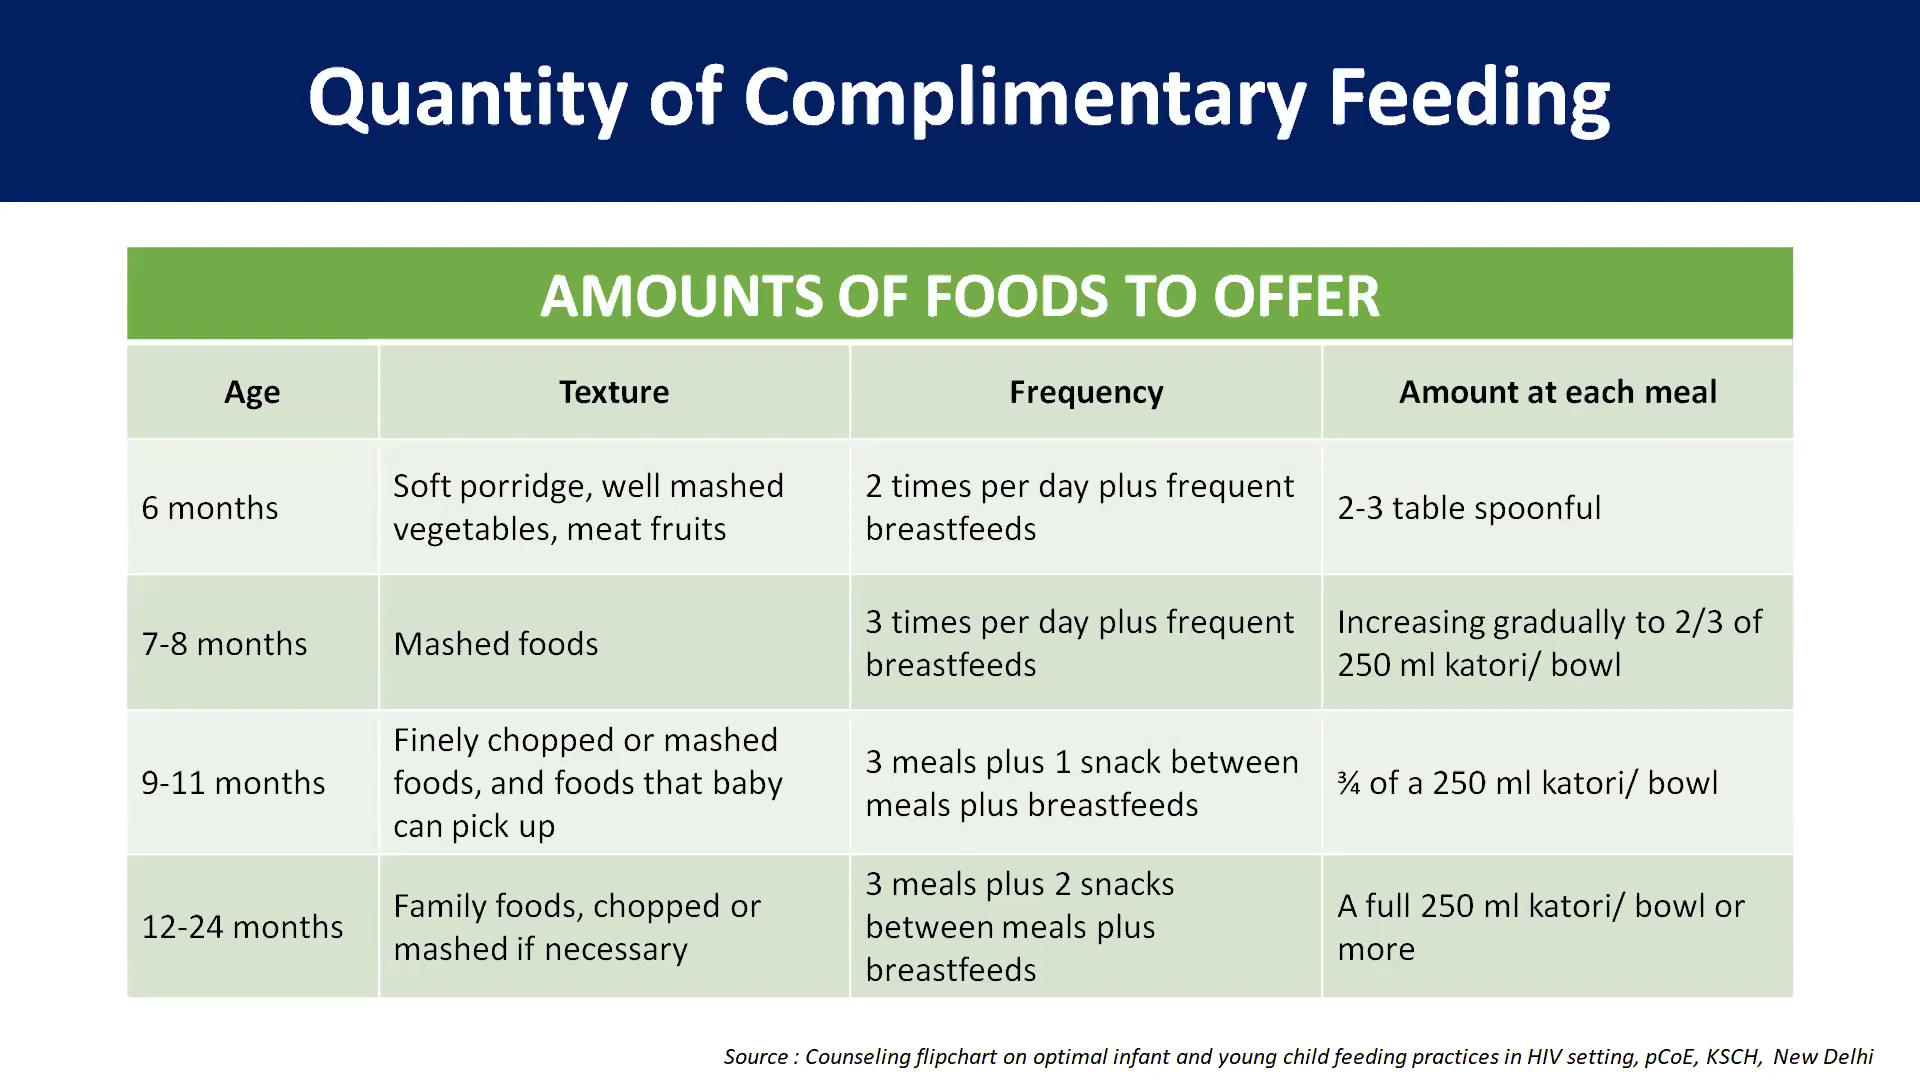 Quantity of Complimentary Feeding
AMOUNTS OF FOODS TO OFFER
Age
Texture
Frequency
Amount at each meal
6 months
Soft porridge, well mashed
vegetables, meat fruits
2 times per day plus frequent
breastfeeds
2-3 table spoonful
7-8 months
Mashed foods
3 times per day plus frequent
breastfeeds
Increasing gradually to 2/3 of
250 ml katori/ bowl
9-11 months
Finely chopped or mashed
foods, and foods that baby
can pick up
3 meals plus 1 snack between
meals plus breastfeeds
¾ of a 250 ml katori/ bowl
12-24 months
Family foods, chopped or
mashed if necessary
3 meals plus 2 snacks
between meals plus
breastfeeds
A full 250 ml katori/ bowl or
more
Source : Counseling flipchart on optimal infant and young child feeding practices in HIV setting, pCoE, KSCH, New Delhi